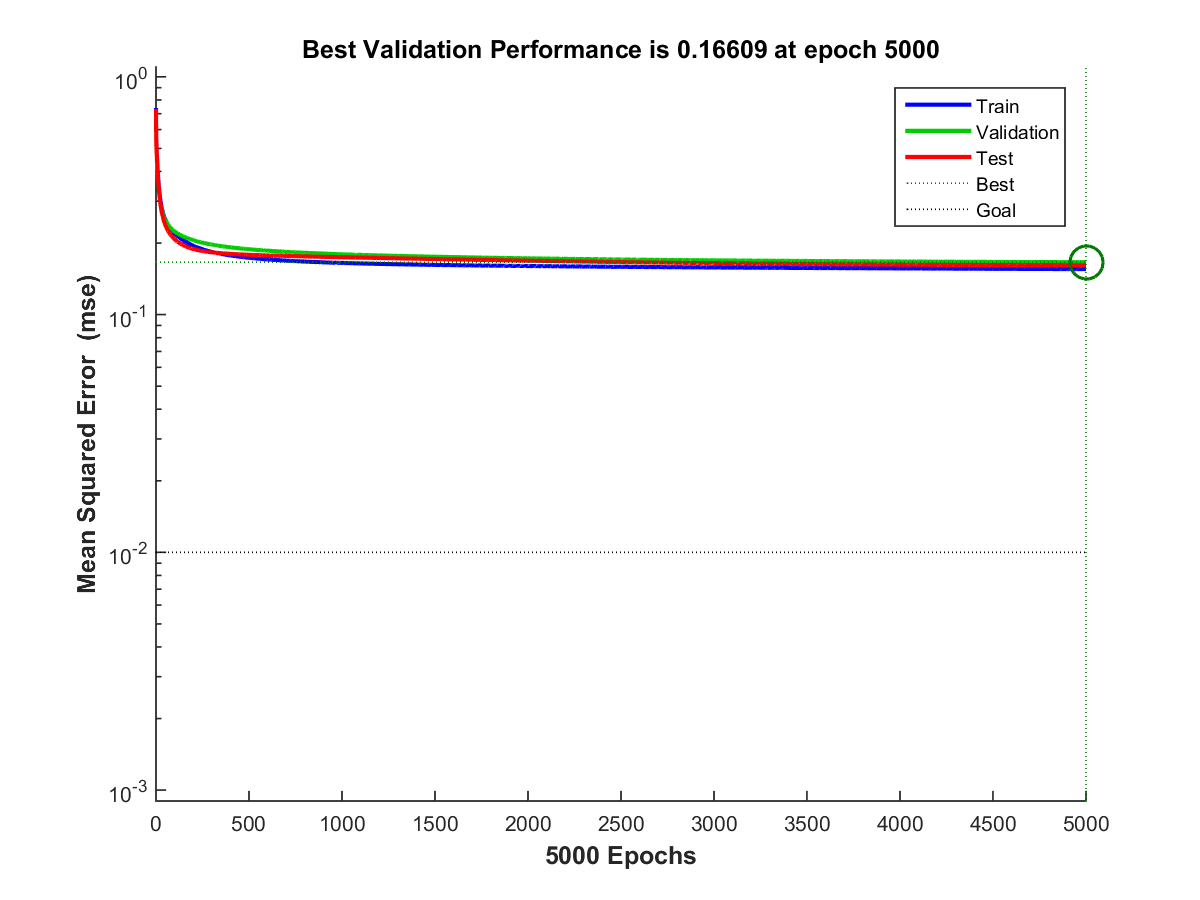 Best Validation Performance is 0.16609 at epoch 5000
Mean Squared Error (mse)
10^0
10^-1
10^-2
10^-3
Train
Validation
Test
Best
Goal
0 500 1000 1500 2000 2500 3000 3500 4000 4500 5000
5000 Epochs